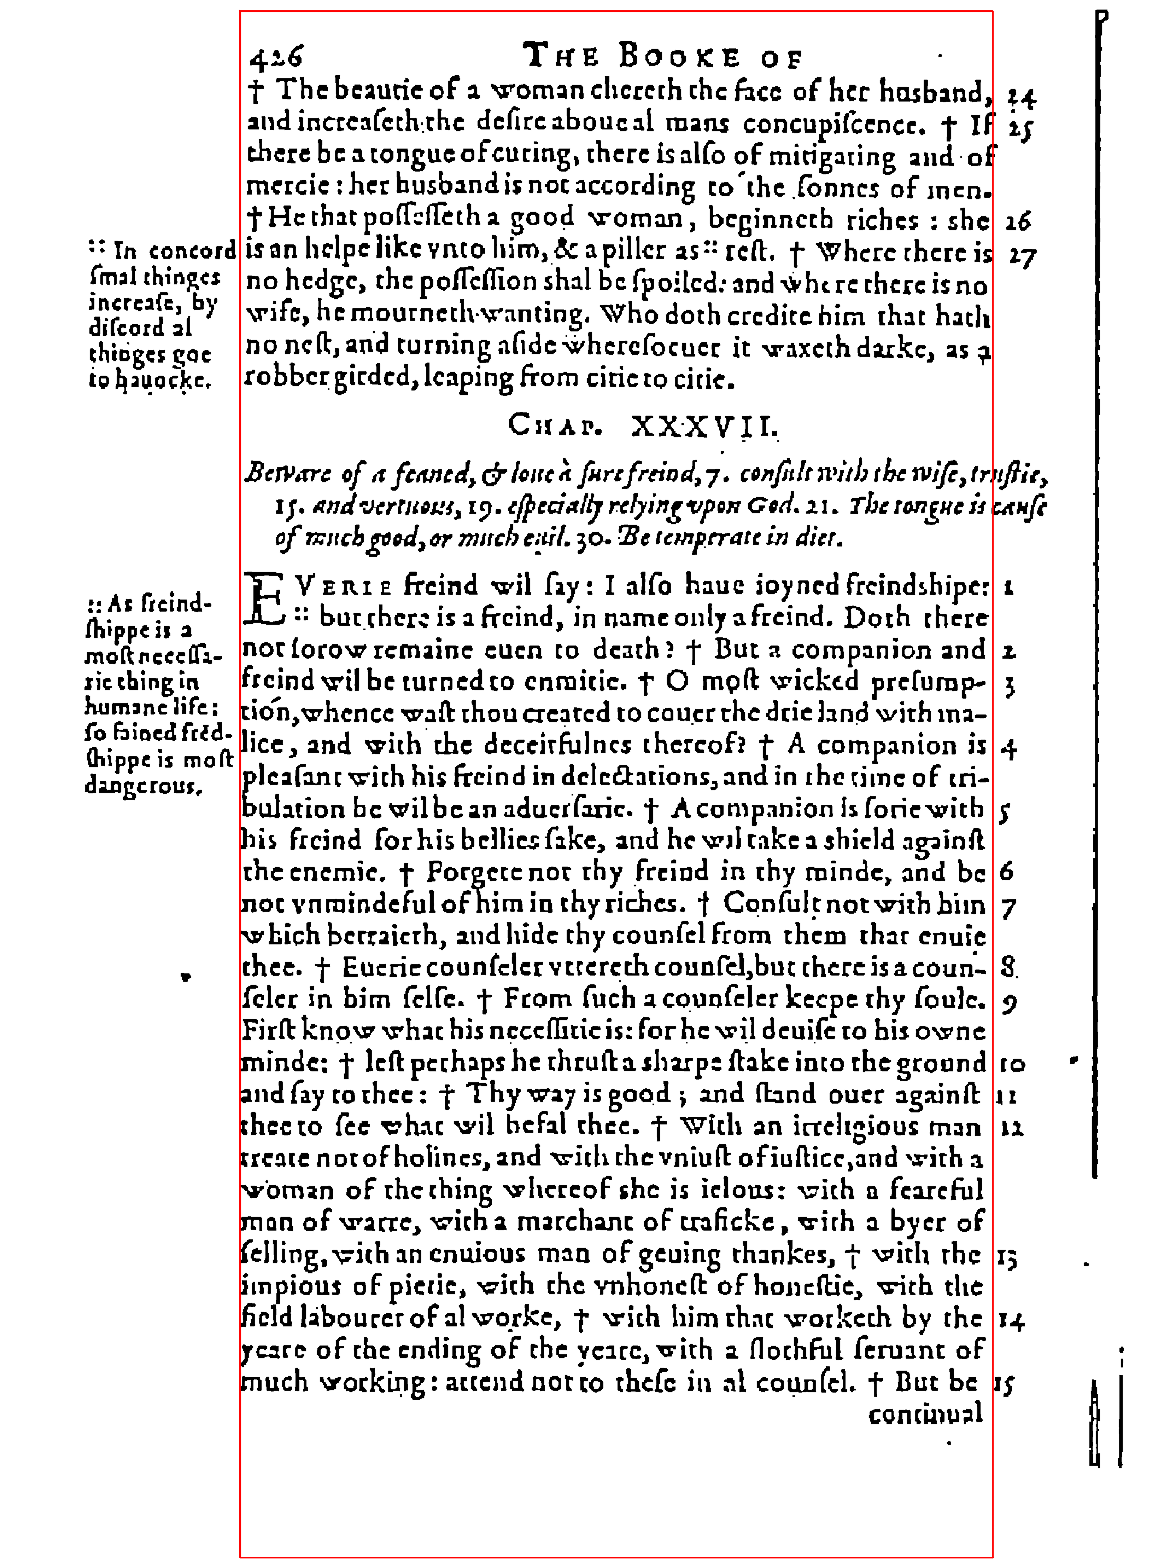 426 THE BOOKE OF
† The beautie of a woman chereth the face of her husband, 24
and increaſeth the deſire aboue al mans concupiſcence. † If 25
there be a tongue of curing, there is alſo of mitigating and of
mercie: her husband is not according to the ſonnes of men.
† He that poſſeſſeth a good woman, beginneth riches: she 26
is an helpe like vnto him, & a piller as :: reſt. † Where there is 27
no hedge, the poſſeſſion shal be ſpoiled: and where there is no
wife, he mourneth wanting. Who doth credite him that hath
no neſt, and turning aſide whereſoeuer it waxeth darke, as a
robber girded, leaping from citie to citie.
:: In concord
ſmal thinges
increaſe, by
diſcord al
thinges goe
to hauocke.
CHAP. XXXVII.
Beware of a feaned, & loue a ſure freind, 7. conſult with the wiſe, truſtie,
15. and vertuous, 19. eſpecially relying vpon God. 21. The tongue is cauſe
of much good, or much euil. 30. Be temperate in diet.
EVERIE freind wil ſay: I alſo haue ioyned freindshipe: 1
:: but there is a freind, in name only a freind. Doth there
not ſorow remaine euen to death? † But a companion and 2
freind wil be turned to enmitie. † O moſt wicked preſump- 3
tion, whence waſt thou created to couer the drie land with ma-
lice, and with the deceitfulnes thereof? † A companion is 4
pleaſant with his freind in delectations, and in the time of tri-
bulation he wil be an aduerſarie. † A companion is ſorie with 5
his freind for his bellies ſake, and he wil take a shield againſt
the enemie. † Forgete not thy freind in thy minde, and be 6
not vnmindeful of him in thy riches. † Conſult not with him 7
which betraieth, and hide thy counſel from them that enuie
thee. † Euerie counſeler vttereth counſel, but there is a coun- 8
ſeler in him ſelfe. † From ſuch a counſeler keepe thy ſoule. 9
Firſt know what his neceſſitie is: for he wil deuiſe to his owne
minde: † leſt perhaps he thruſt a sharpe ſtake into the ground 10
and ſay to thee: † Thy way is good; and ſtand ouer againſt 11
thee to ſee what wil befal thee. † With an irreligious man 12
treate not of holines, and with the vniuſt of iuſtice, and with a
woman of the thing whereof she is ielous: with a feareful
man of warre, with a marchant of traficke, with a byer of
ſelling, with an enuious man of geuing thankes, † with the 13
impious of pietie, with the vnhoneſt of honeſtie, with the
field labourer of al worke, † with him that worketh by the 14
yeare of the ending of the yeare, with a ſlothful ſeruant of
much working: attend not to theſe in al counſel. † But be 15
continual
:: As freind-
ſhippe is a
moſt neceſſa-
rie thing in
humane life:
ſo fained frēd-
ſhippe is moſt
dangerous.